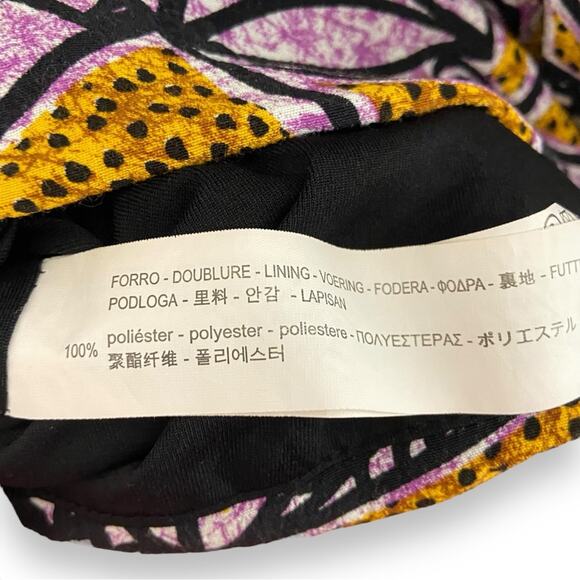 FORRO - DOUBLURE - LINING - VOERING - FODERA - ΦΟΔΡΑ - 裏地 - FUTT
PODLOGA - 里料 - 안감 - LAPISAN
100% poliéster - polyester - poliestere - ΠΟΛΥΕΣΤΕΡΑΣ - ポリエステル
聚酯纤维 - 폴리에스터